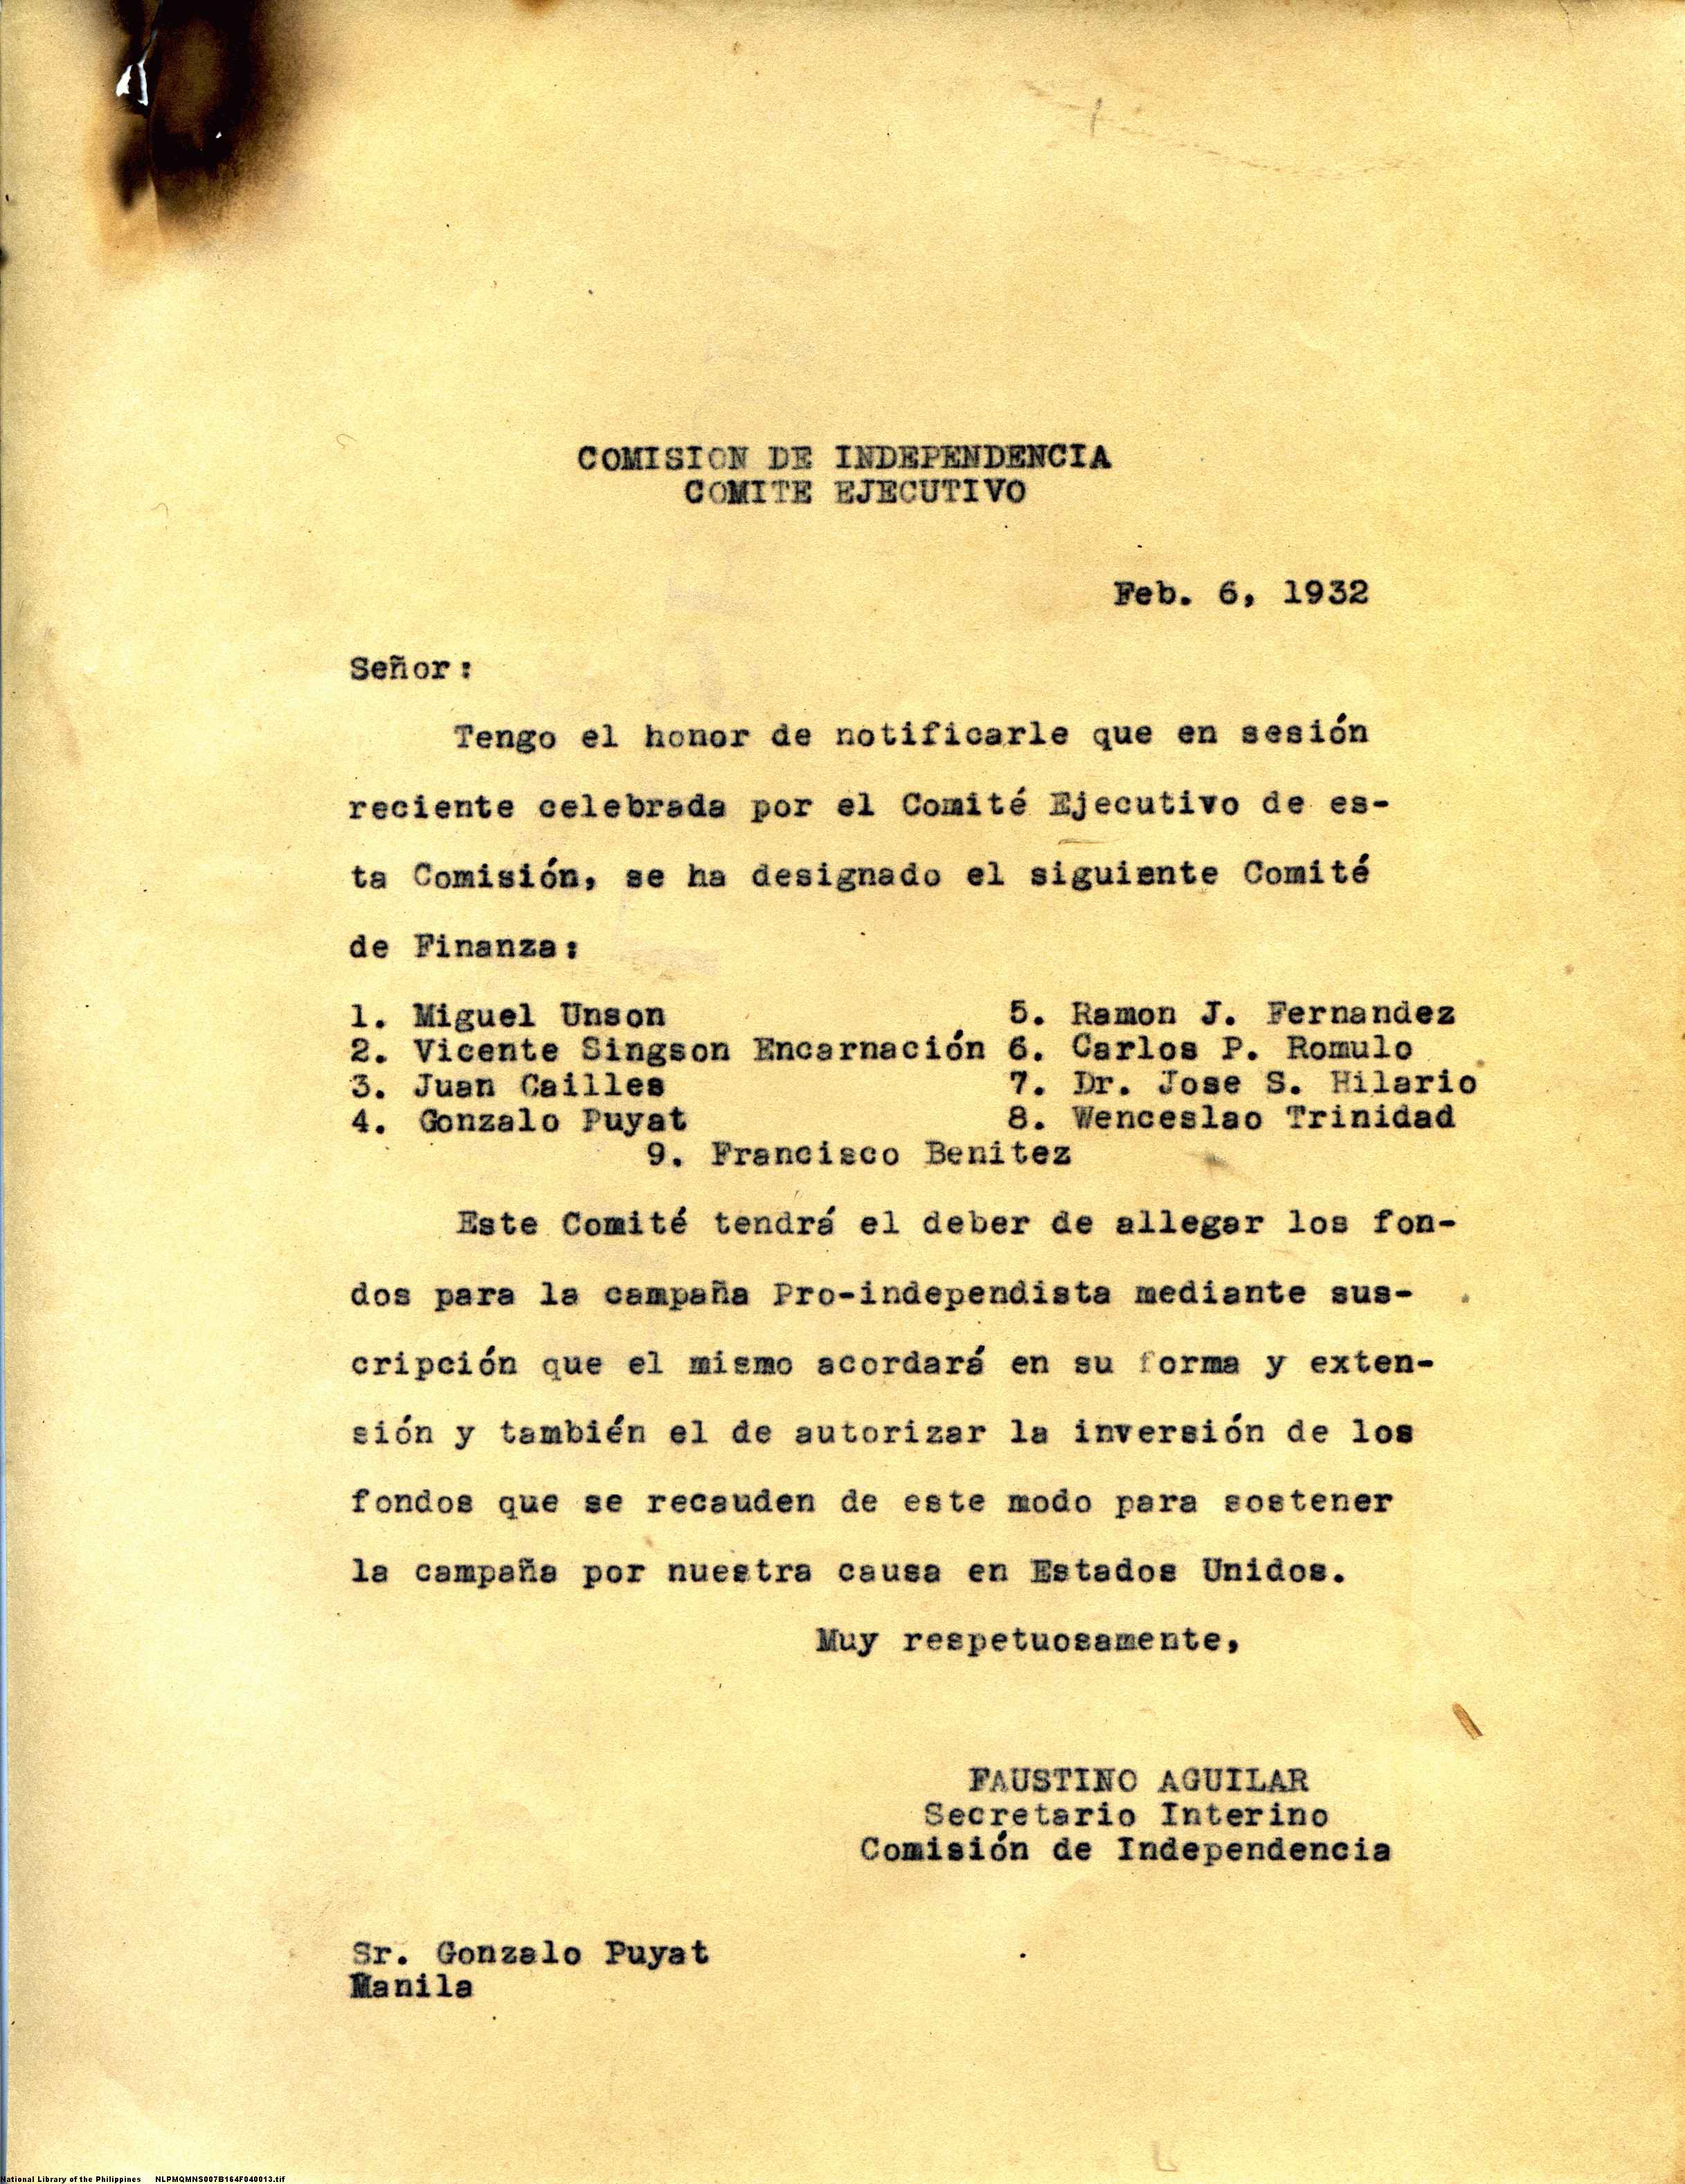 COMISION DE INDEPENDENCIA
COMITE EJECUTIVO
Feb. 6, 1932
Señor:
Tengo el honor de notificarle que en sesión
reciente celebrada por el Comité Ejecutivo de es-
ta Comisión, se ha designado el siguiente Comité
de Finanza:
1. Miguel Unson 5. Ramon J. Fernandez
2. Vicente Singson Encarnación 6. Carlos P. Romulo
3. Juan Cailles 7. Dr. Jose S. Hilario
4. Gonzalo Puyat 8. Wenceslao Trinidad
9. Francisco Benitez
Este Comité tendrá el deber de allegar los fon-
dos para la campaña Pro-independista mediante sus-
cripción que el mismo acordará en su forma y exten-
sión y también el de autorizar la inversión de los
fondos que se recauden de este modo para sostener
la campaña por nuestra causa en Estados Unidos.
Muy respetuosamente,
FAUSTINO AGUILAR
Secretario Interino
Comisión de Independencia
Sr. Gonzalo Puyat
Manila
National Library of the Philippines NLPMQMNS007B164F040013.tif